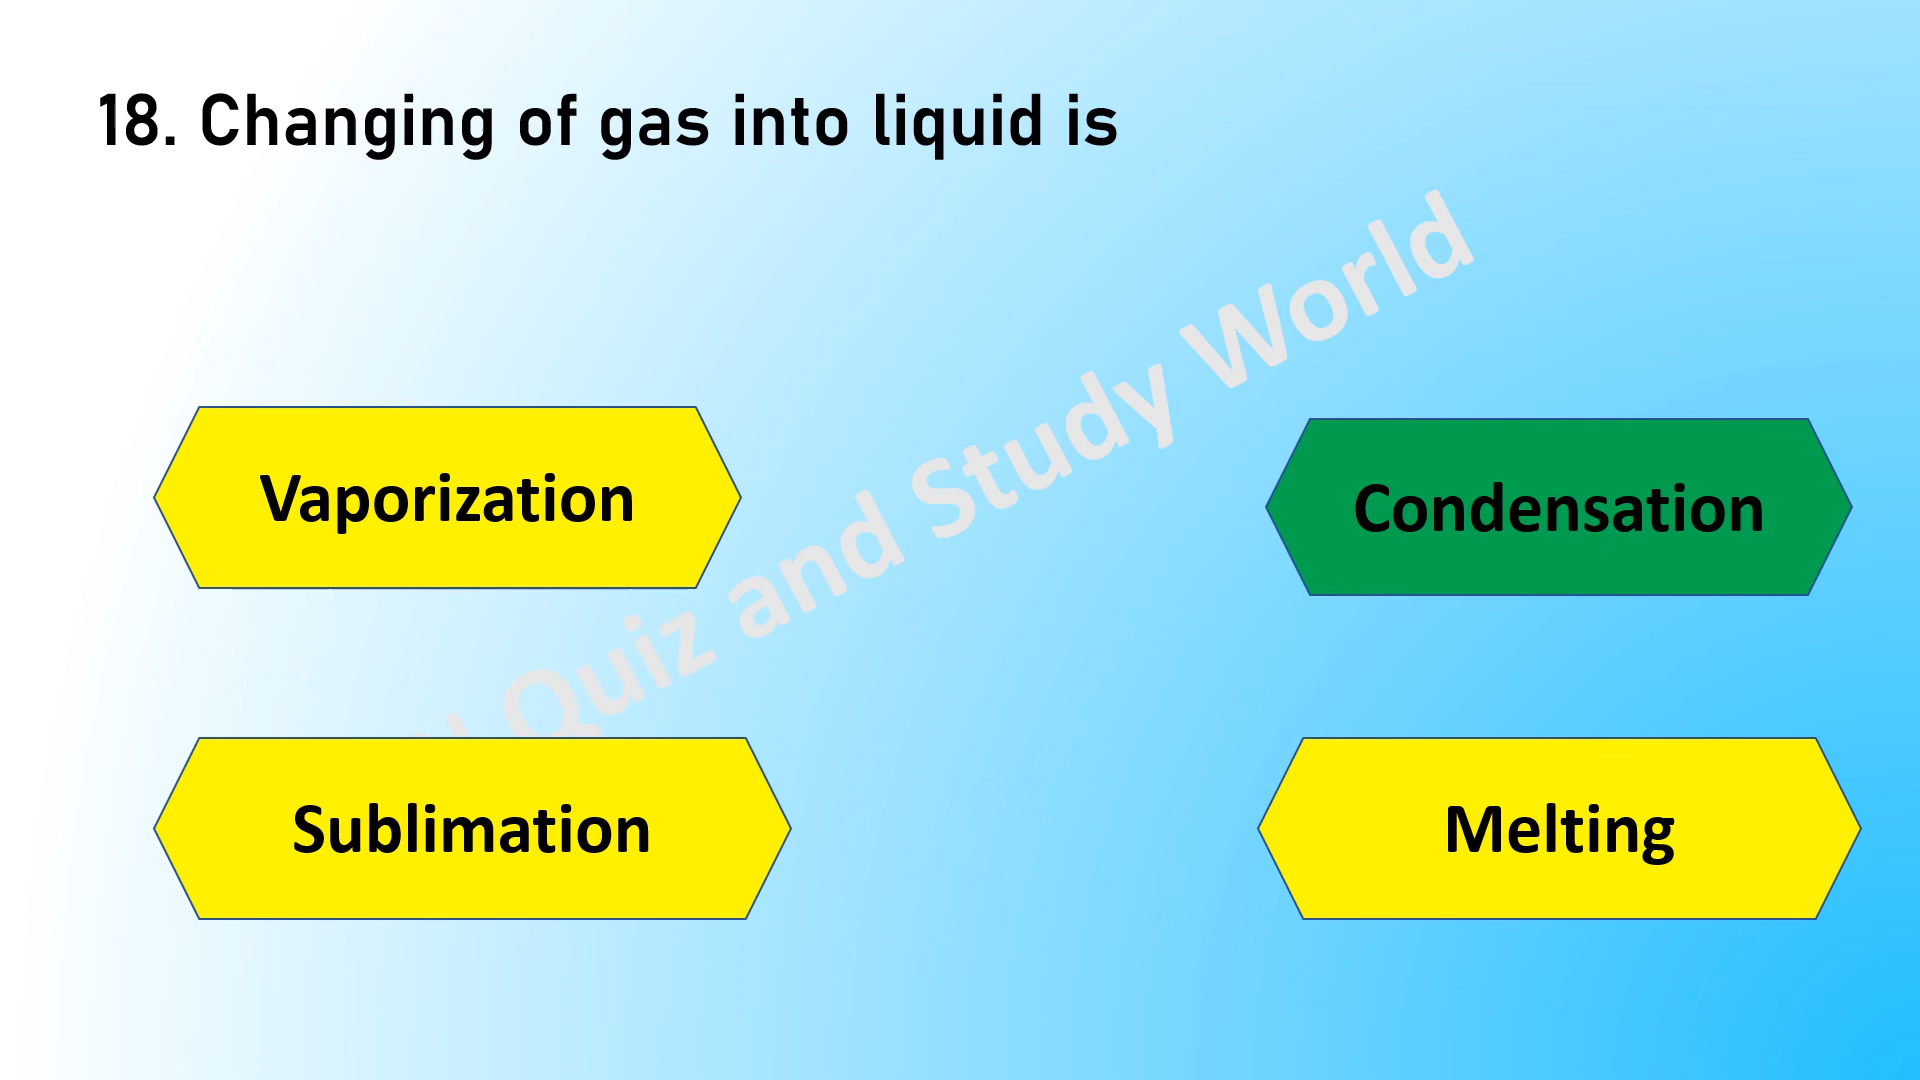 18. Changing of gas into liquid is
Quiz and Study World
Vaporization
Condensation
Sublimation
Melting